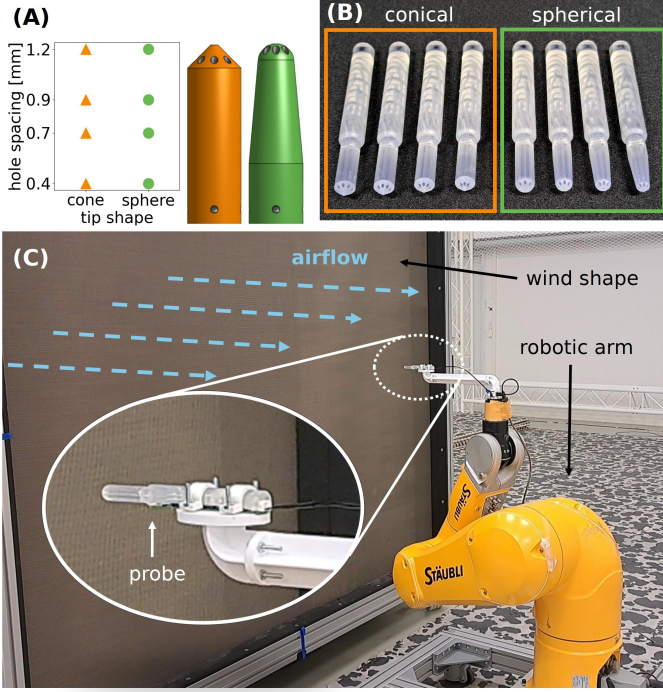 (A)
hole spacing [mm]
1.2
0.9
0.7
0.4
cone
sphere
tip shape
(B)
conical
spherical
(C)
airflow
wind shape
robotic arm
probe
STÄUBLI
STÄUBLI